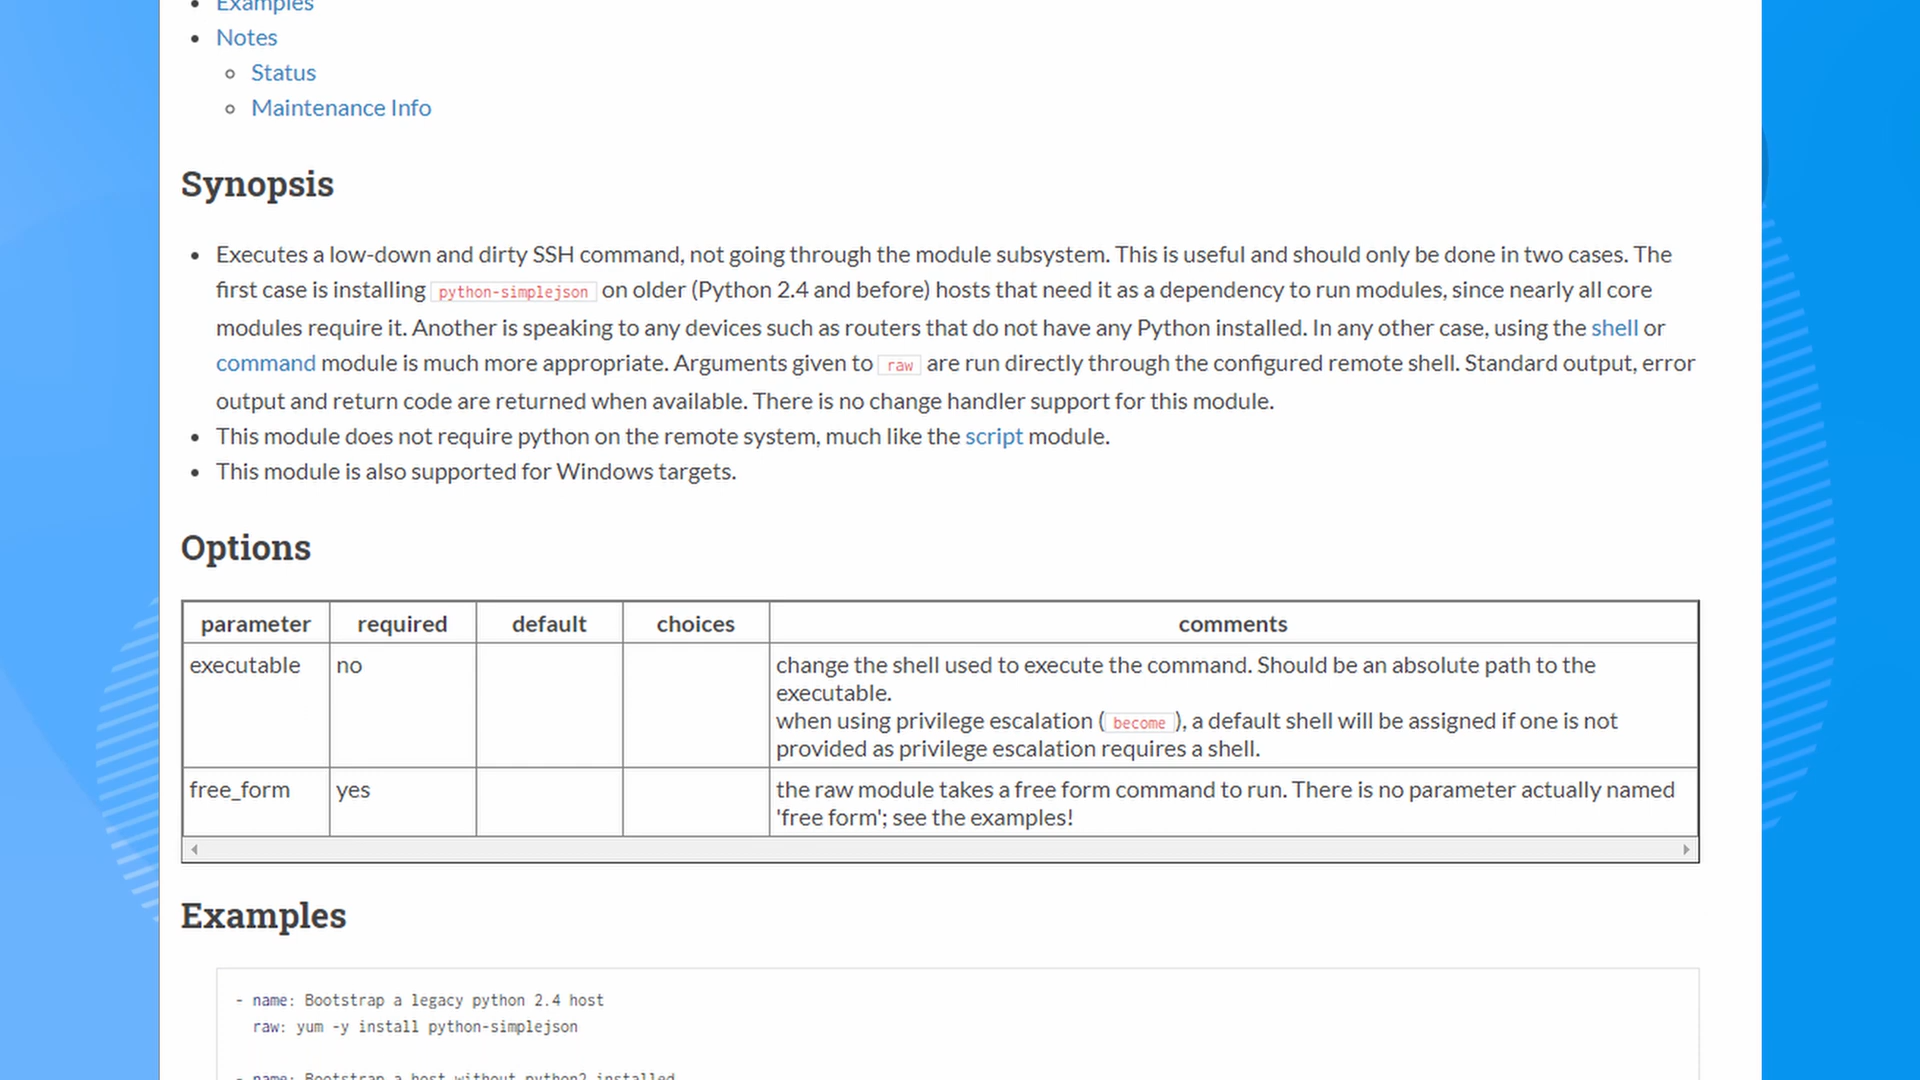 Examples
Notes
Status
Maintenance Info
Synopsis
Executes a low-down and dirty SSH command, not going through the module subsystem. This is useful and should only be done in two cases. The
first case is installing python-simplejson on older (Python 2.4 and before) hosts that need it as a dependency to run modules, since nearly all core
modules require it. Another is speaking to any devices such as routers that do not have any Python installed. In any other case, using the shell or
command module is much more appropriate. Arguments given to raw are run directly through the configured remote shell. Standard output, error
output and return code are returned when available. There is no change handler support for this module.
This module does not require python on the remote system, much like the script module.
This module is also supported for Windows targets.
Options
parameter required default choices comments
executable no change the shell used to execute the command. Should be an absolute path to the
executable.
when using privilege escalation (become), a default shell will be assigned if one is not
provided as privilege escalation requires a shell.
free_form yes the raw module takes a free form command to run. There is no parameter actually named
'free form'; see the examples!
Examples
- name: Bootstrap a legacy python 2.4 host
raw: yum -y install python-simplejson
- name: Bootstrap a host without python2 installed